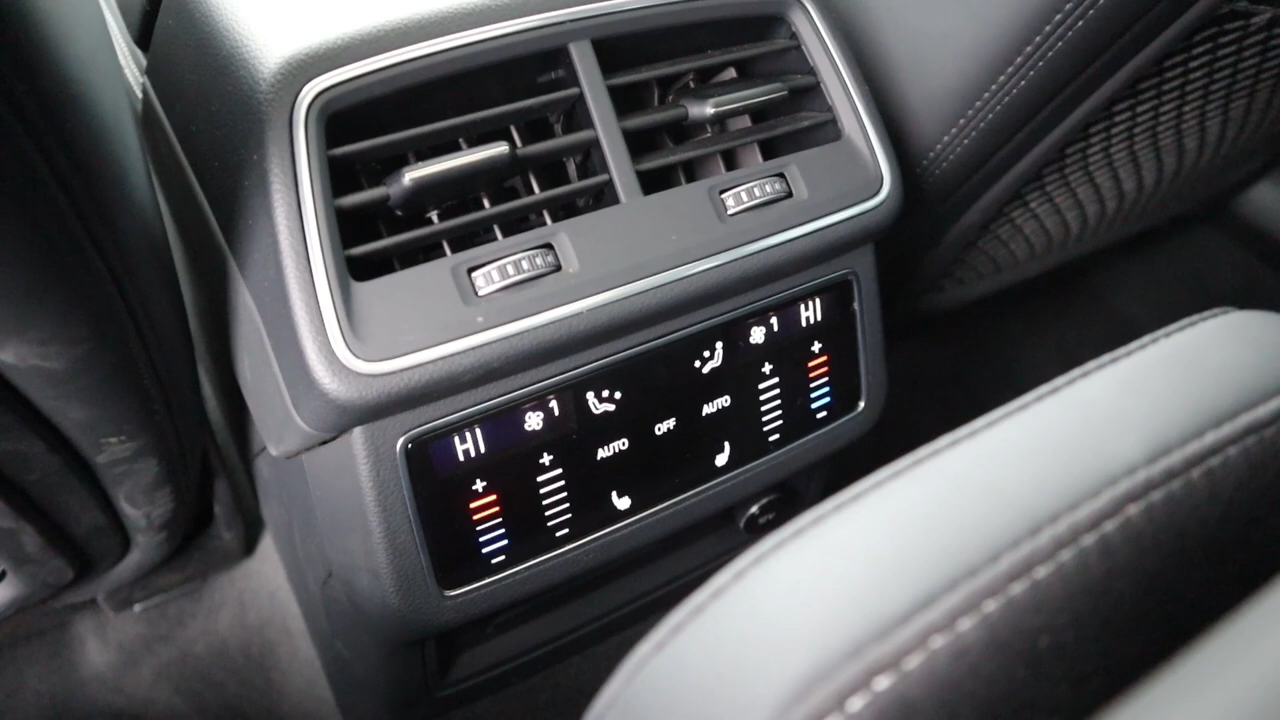 HI 1 1 HI
+ + + +
AUTO OFF AUTO
- - - -